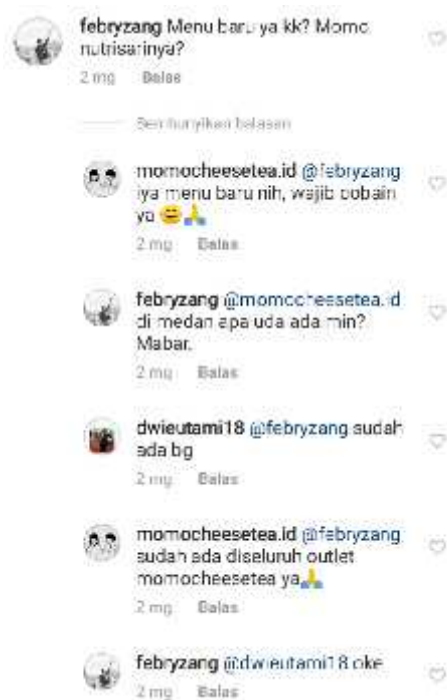 febryzang Menu baru ya kk? Momo
nutrisarinya?
2 mg Balas
Sembunyikan balasan
momocheesetea.id @febryzang
iya menu baru nih, wajib cobain
ya 😄🙏
2 mg Balas
febryzang @momocheesetea.id
di medan apa uda ada min?
Mabar.
2 mg Balas
dwieutami18 @febryzang sudah
ada bg
2 mg Balas
momocheesetea.id @febryzang
sudah ada diseluruh outlet
momocheesetea ya🙏
2 mg Balas
febryzang @dwieutami18 oke
2 mg Balas